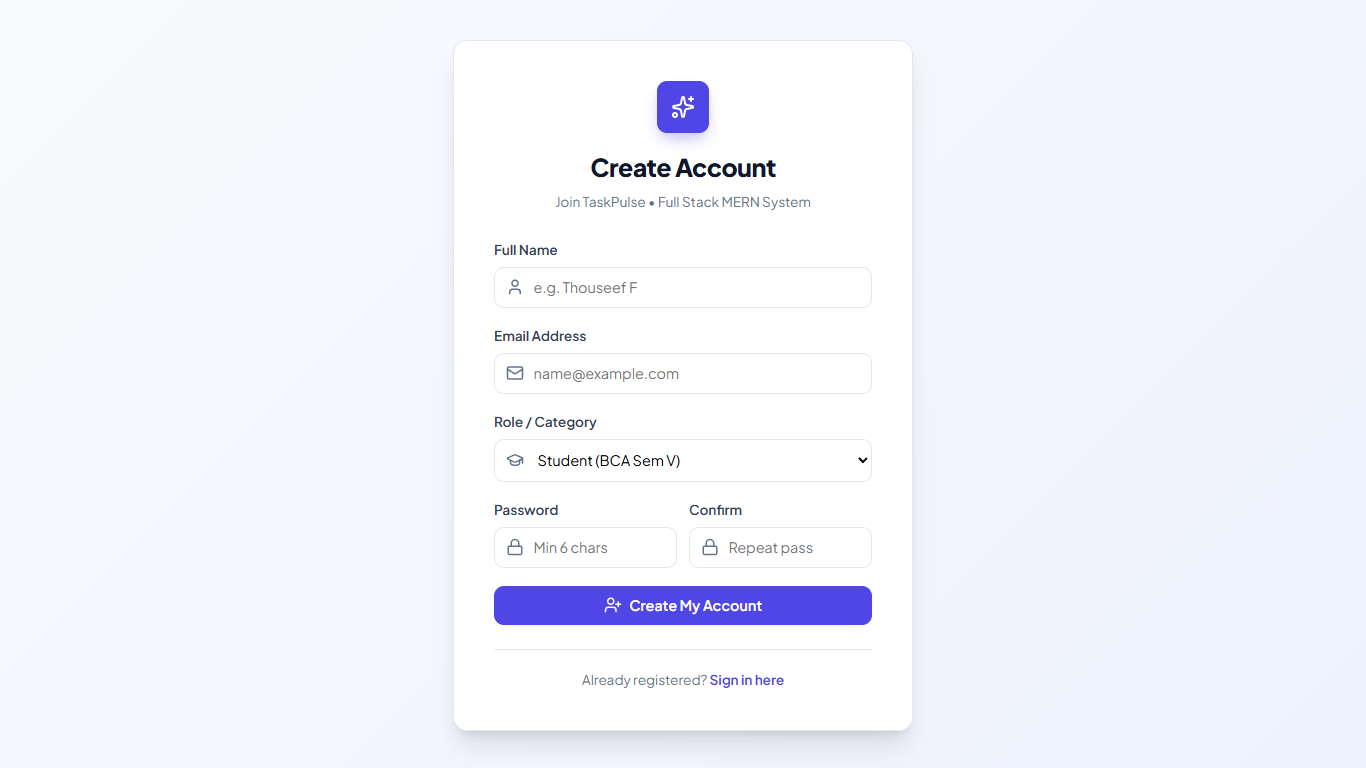 Create Account
Join TaskPulse • Full Stack MERN System
Full Name
e.g. Thouseef F
Email Address
name@example.com
Role / Category
Student (BCA Sem V)
Password Confirm
Min 6 chars Repeat pass
Create My Account
Already registered? Sign in here